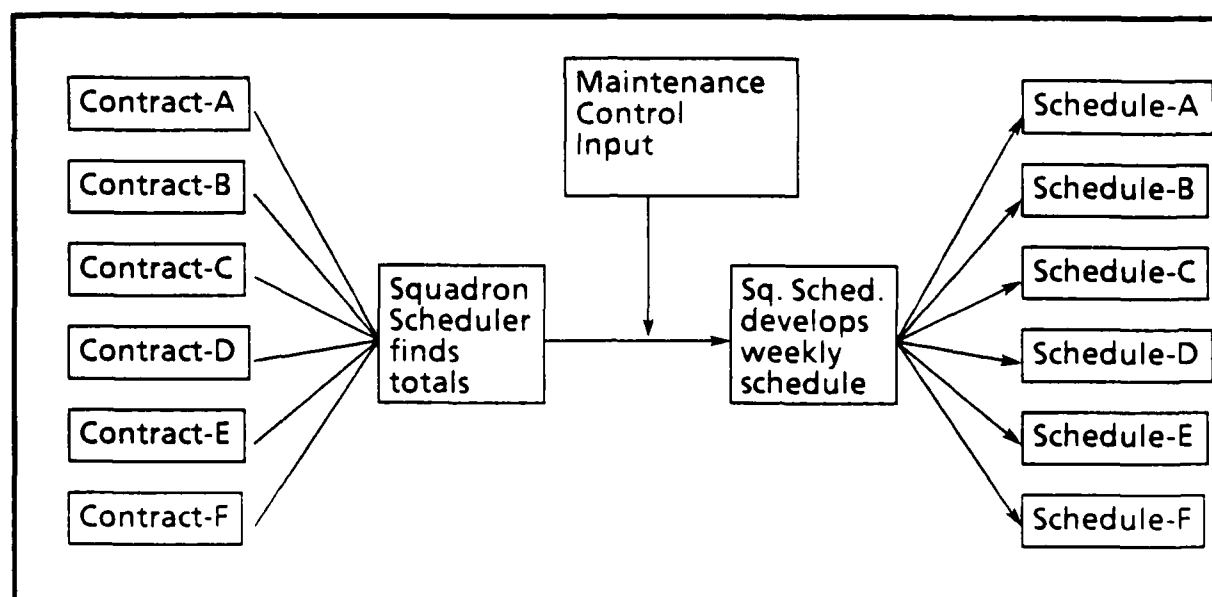 Contract-A
Contract-B
Contract-C
Contract-D
Contract-E
Contract-F
Squadron
Scheduler
finds
totals
Maintenance
Control
Input
Sq. Sched.
develops
weekly
schedule
Schedule-A
Schedule-B
Schedule-C
Schedule-D
Schedule-E
Schedule-F